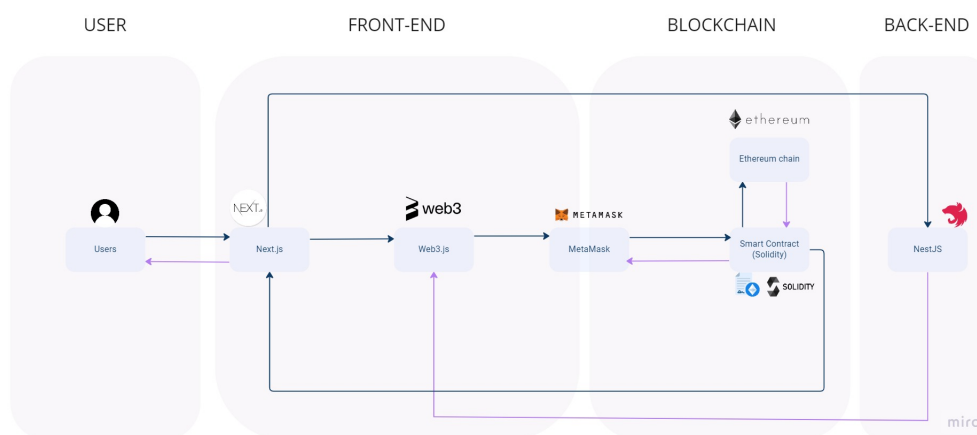 USER
FRONT-END
BLOCKCHAIN
BACK-END
ethereum
Ethereum chain
NEXT.js
web3
METAMASK
Users
Next.js
Web3.js
MetaMask
Smart Contract
(Solidity)
NestJS
SOLIDITY